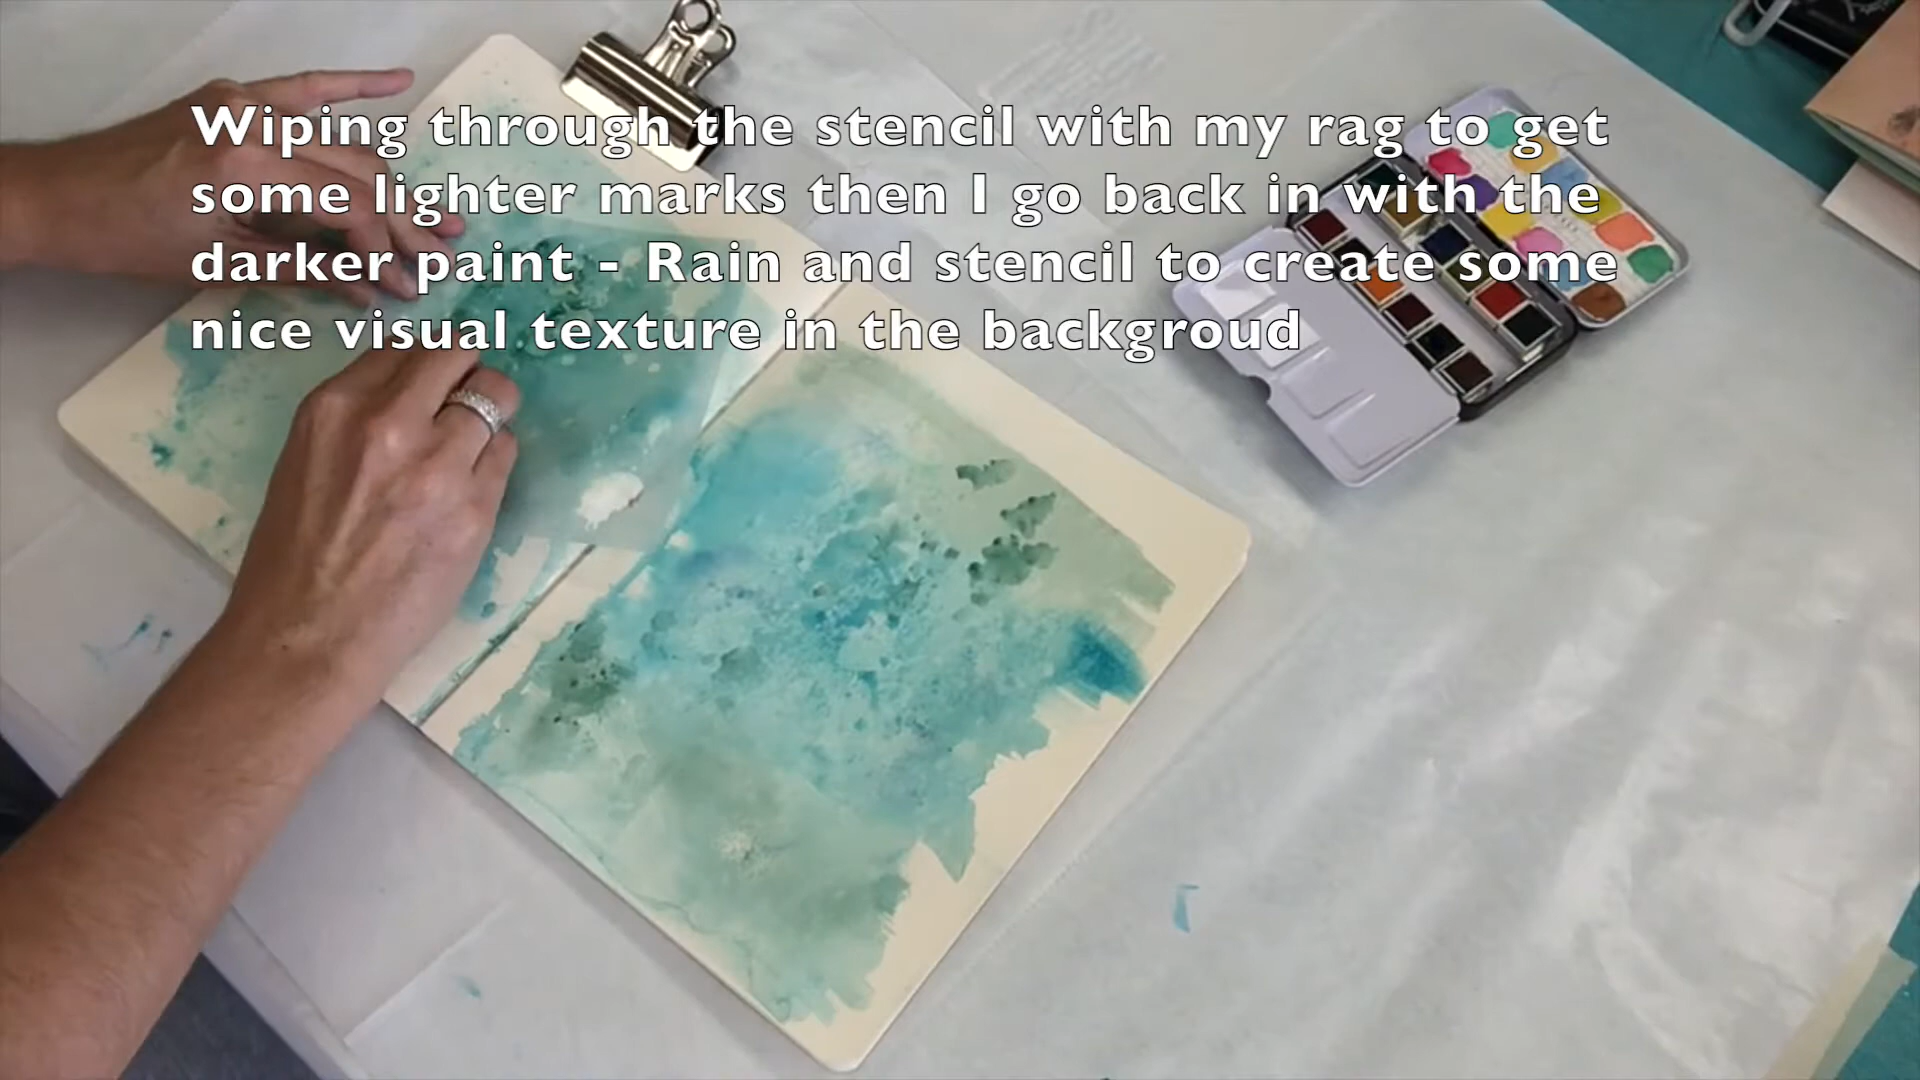 Wiping through the stencil with my rag to get
some lighter marks then I go back in with the
darker paint - Rain and stencil to create some
nice visual texture in the backgroud